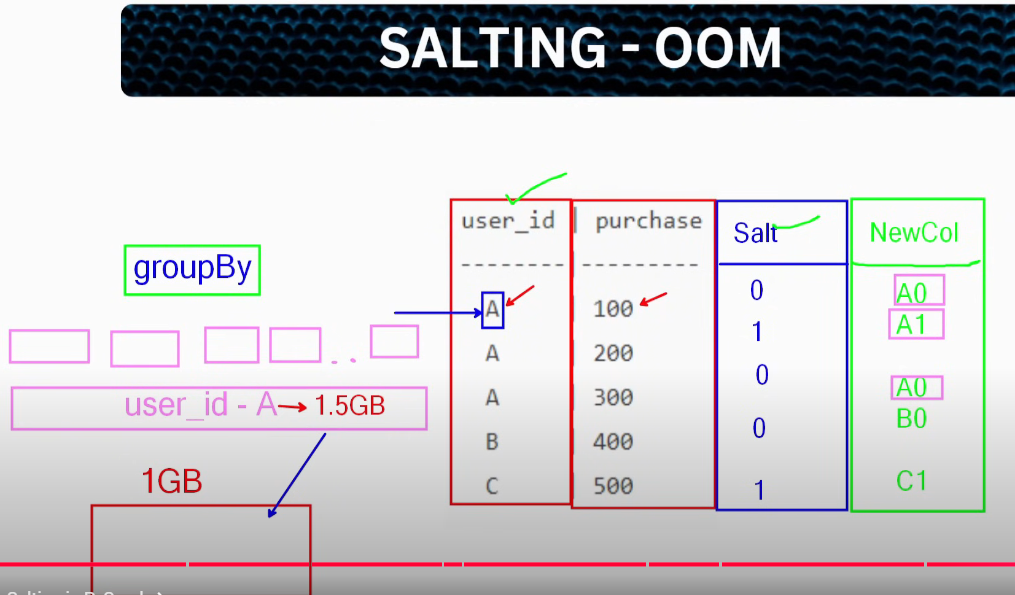 SALTING - OOM
groupBy
user_id - A → 1.5GB
1GB
user_id | purchase Salt NewCol
-------- ---------
A 100 0 A0
A 200 1 A1
A 300 0 A0
B 400 0 B0
C 500 1 C1